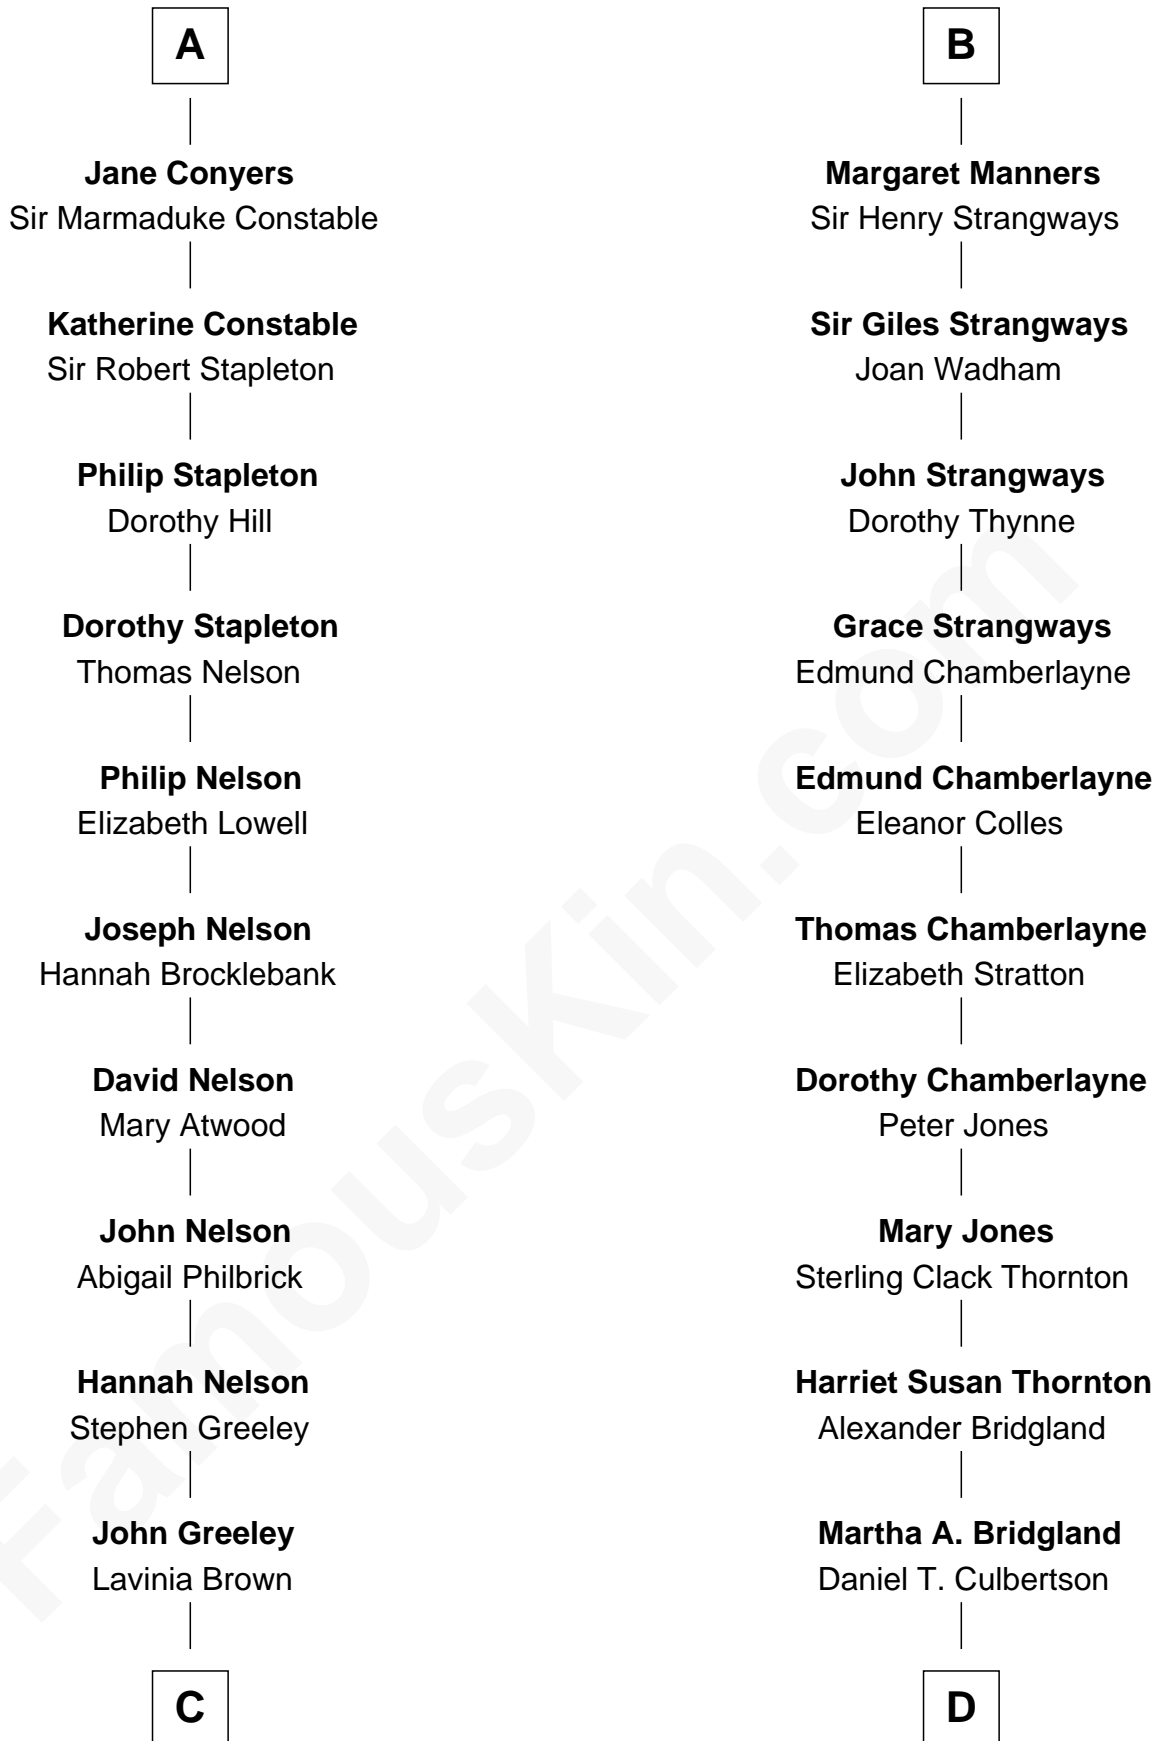 A
Jane Conyers
Sir Marmaduke Constable
Katherine Constable
Sir Robert Stapleton
Philip Stapleton
Dorothy Hill
Dorothy Stapleton
Thomas Nelson
Philip Nelson
Elizabeth Lowell
Joseph Nelson
Hannah Brocklebank
David Nelson
Mary Atwood
John Nelson
Abigail Philbrick
Hannah Nelson
Stephen Greeley
John Greeley
Lavinia Brown
C
B
Margaret Manners
Sir Henry Strangways
Sir Giles Strangways
Joan Wadham
John Strangways
Dorothy Thynne
Grace Strangways
Edmund Chamberlayne
Edmund Chamberlayne
Eleanor Colles
Thomas Chamberlayne
Elizabeth Stratton
Dorothy Chamberlayne
Peter Jones
Mary Jones
Sterling Clack Thornton
Harriet Susan Thornton
Alexander Bridgland
Martha A. Bridgland
Daniel T. Culbertson
D
FamousKin.com